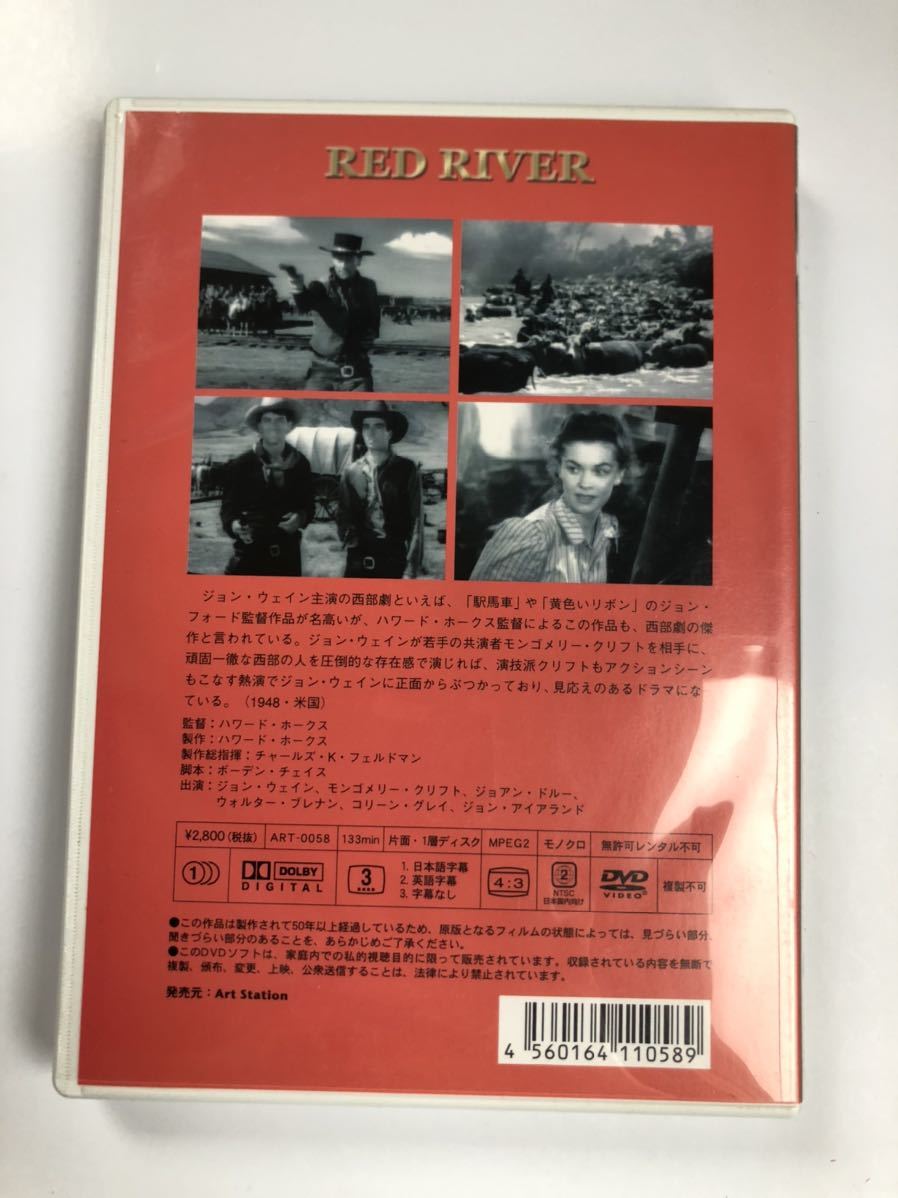 RED RIVER
ジョン・ウェイン主演の西部劇といえば、「駅馬車」や「黄色いリボン」のジョン・
フォード監督作品が名高いが、ハワード・ホークス監督によるこの作品も、西部劇の傑
作と言われている。ジョン・ウェインが若手の共演者モンゴメリー・クリフトを相手に、
頑固一徹な西部の人を圧倒的な存在感で演じれば、演技派クリフトもアクションシーン
もこなす熱演でジョン・ウェインに正面からぶつかっており、見応えのあるドラマにな
ている。（1948・米国）
監督：ハワード・ホークス
製作：ハワード・ホークス
製作総指揮：チャールズ・K・フェルドマン
脚本：ボーデン・チェイス
出演：ジョン・ウェイン、モンゴメリー・クリフト、ジョアン・ドルー、
ウォルター・ブレナン、コリーン・グレイ、ジョン・アイアランド
¥2,800(税抜) ART-0058 133min 片面・1層ディスク MPEG2 モノクロ 無許可レンタル不可
1 DOLBY DIGITAL 3 1. 日本語字幕
2. 英語字幕
3. 字幕なし
4:3 2 NTSC 日本国内向け DVD VIDEO 複製不可
●この作品は製作されて50年以上経過しているため、原版となるフィルムの状態によっては、見づらい部分、
聞きづらい部分のあることを、あらかじめご了承ください。
●このDVDソフトは、家庭内での私的視聴目的に限って販売されています。収録されている内容を無断で
複製、頒布、変更、上映、公衆送信することは、法律により禁止されています。
発売元：Art Station
4 560164 110589